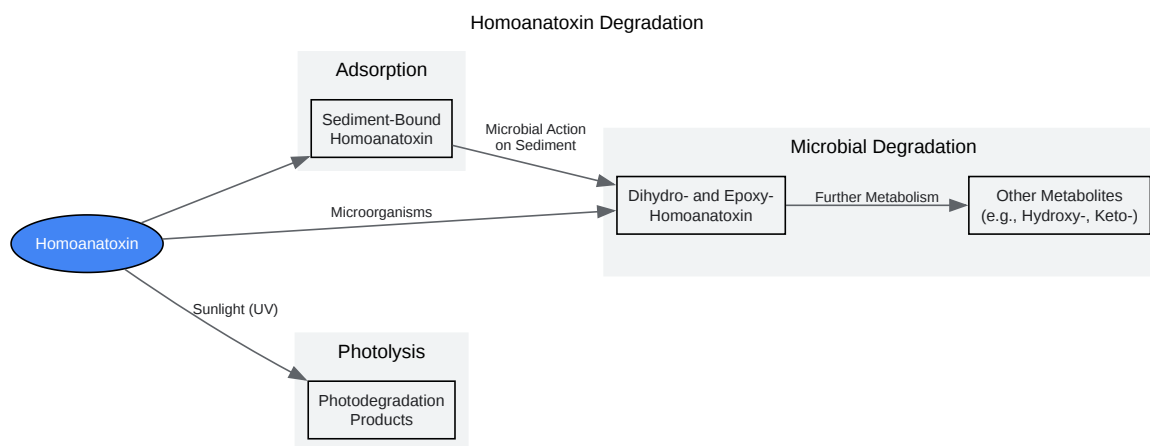 Homoanatoxin Degradation
Adsorption
Sediment-Bound
Homoanatoxin
Microbial Action
on Sediment
Microbial Degradation
Dihydro- and Epoxy-
Homoanatoxin
Further Metabolism
Other Metabolites
(e.g., Hydroxy-, Keto-)
Microorganisms
Homoanatoxin
Sunlight (UV)
Photolysis
Photodegradation
Products